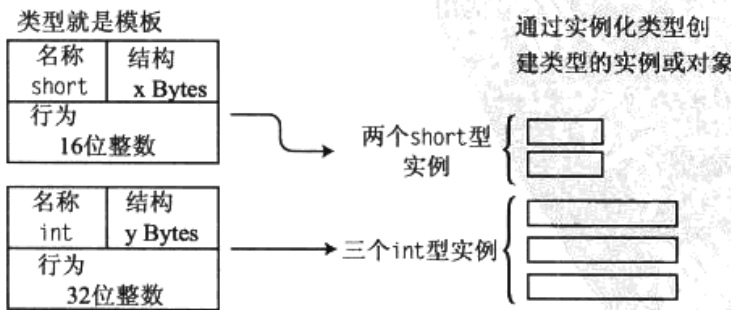 类型就是模板
名称 结构
short x Bytes
行为
16位整数
名称 结构
int y Bytes
行为
32位整数
通过实例化类型创
建类型的实例或对象
两个short型
实例
三个int型实例